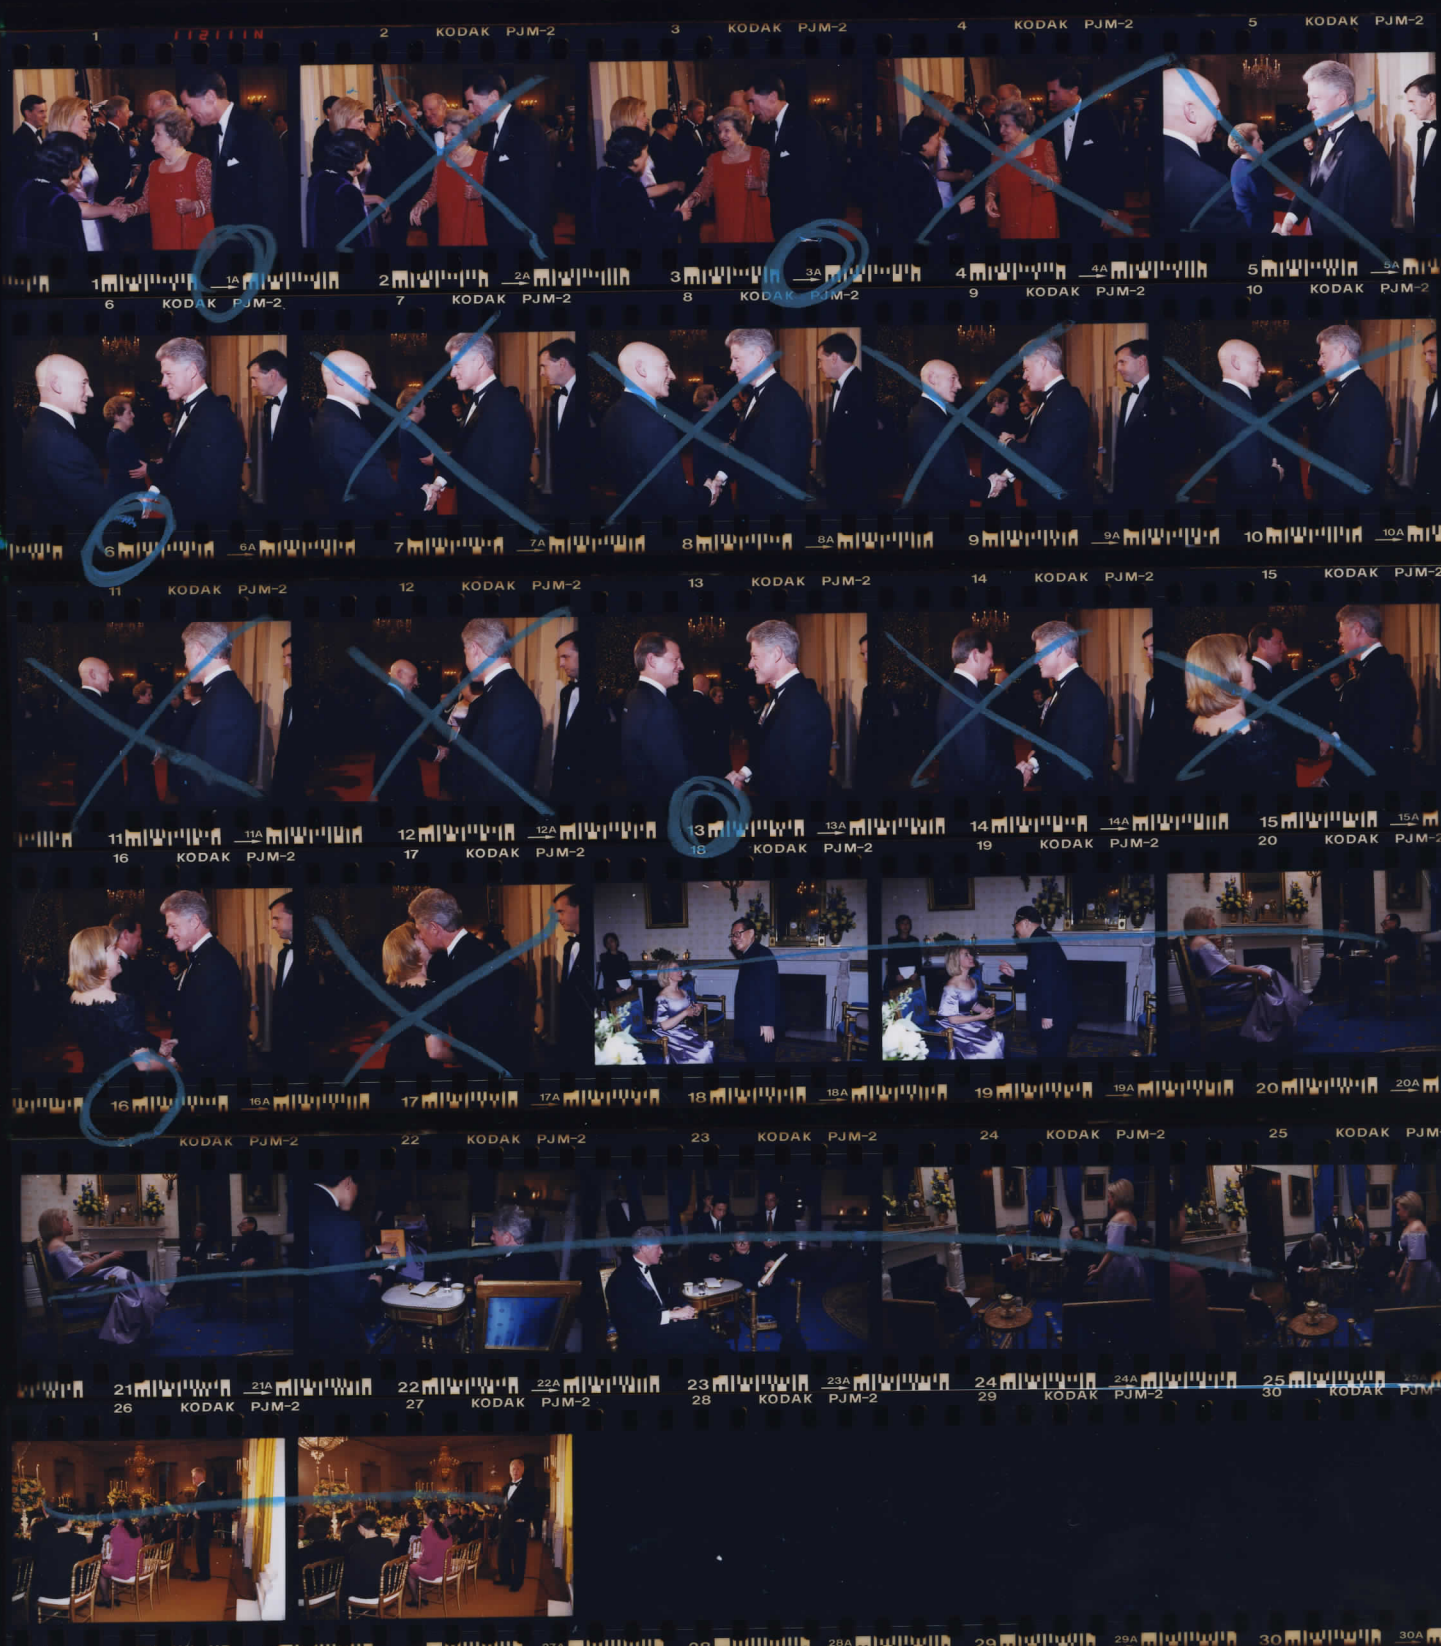 1 2 KODAK PJM-2 3 KODAK PJM-2 4 KODAK PJM-2 5 KODAK PJM-2
1 1A 2 2A 3 3A 4 4A 5 5A
6 KODAK PJM-2 7 KODAK PJM-2 8 KODAK PJM-2 9 KODAK PJM-2 10 KODAK PJM-2
6 6A 7 7A 8 8A 9 9A 10 10A
11 KODAK PJM-2 12 KODAK PJM-2 13 KODAK PJM-2 14 KODAK PJM-2 15 KODAK PJM-2
11 11A 12 12A 13 13A 14 14A 15 15A
16 KODAK PJM-2 17 KODAK PJM-2 18 KODAK PJM-2 19 KODAK PJM-2 20 KODAK PJM-2
16 16A 17 17A 18 18A 19 19A 20 20A
21 KODAK PJM-2 22 KODAK PJM-2 23 KODAK PJM-2 24 KODAK PJM-2 25 KODAK PJM
21 21A 22 22A 23 23A 24 24A 25 25A
26 KODAK PJM-2 27 KODAK PJM-2 28 KODAK PJM-2 29 KODAK PJM-2 30 KODAK PJM
27A 28 28A 29 29A 30 30A